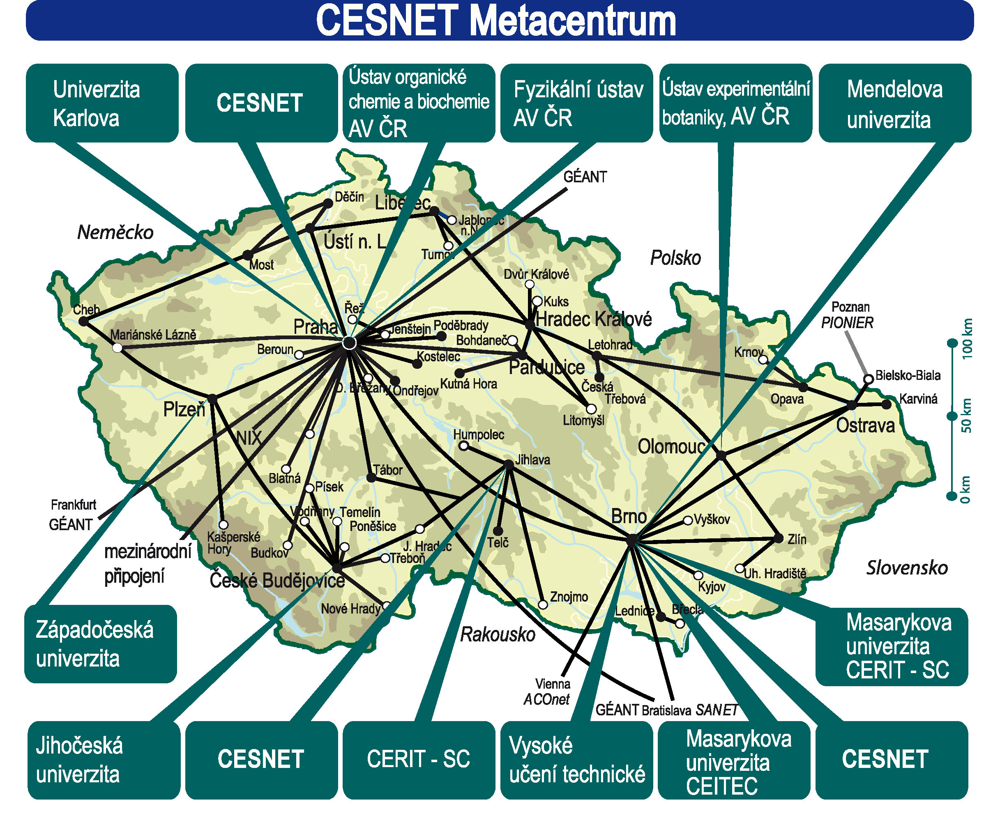 CESNET Metacentrum
Univerzita
Karlova
CESNET
Ústav organické
chemie a biochemie
AV ČR
Fyzikální ústav
AV ČR
Ústav experimentální
botaniky, AV ČR
Mendelova
univerzita
GÉANT
Děčín
Liberec
Jablonec
n.N.
Neměcko
Ústí n. L
Turnov
Polsko
Most
Dvůr Králové
Kuks
Cheb
Řež
Poznan
PIONIER
Praha
Hradec Králové
Jenštejn
Poděbrady
Mariánské Lázně
Bohdaneč
Letohrad
Beroun
Krnov
Kostelec
Pardubice
100 km
Bielsko-Biala
Kutná Hora
D. Břežany
Ondřejov
Česká
Třebová
Opava
Karviná
Plzeň
Litomyšl
50 km
Ostrava
NIX
Humpolec
Olomouc
Jihlava
Tábor
Blatná
Písek
0 km
Frankfurt
GÉANT
Vodňany
Temelín
Poněšice
Brno
Vyškov
Kašperské
Hory
Budkov
J. Hradec
Telč
Zlín
mezinárodní
připojení
Třeboň
České Budějovice
Uh. Hradiště
Kyjov
Slovensko
Znojmo
Nové Hrady
Lednice
Břecla
Rakousko
Západočeská
univerzita
Masarykova
univerzita
CERIT - SC
Vienna
ACOnet
GÉANT Bratislava SANET
Jihočeská
univerzita
CESNET
CERIT - SC
Vysoké
učení technické
Masarykova
univerzita
CEITEC
CESNET